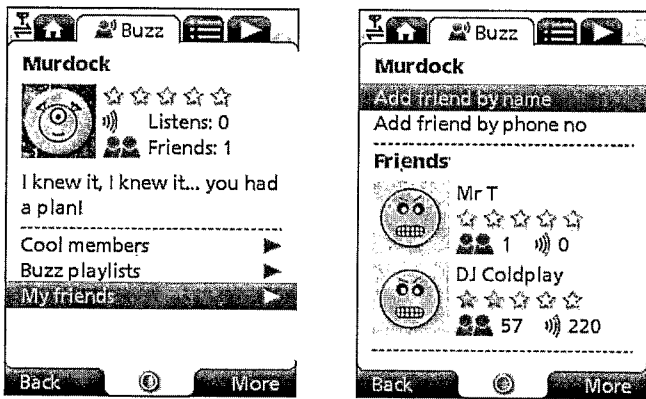 Buzz
Murdock
Listens: 0
Friends: 1
I knew it, I knew it... you had
a plan!
Cool members
Buzz playlists
My friends
Back
More
Buzz
Murdock
Add friend by name
Add friend by phone no
Friends
Mr T
1 0
DJ Coldplay
57 220
Back
More